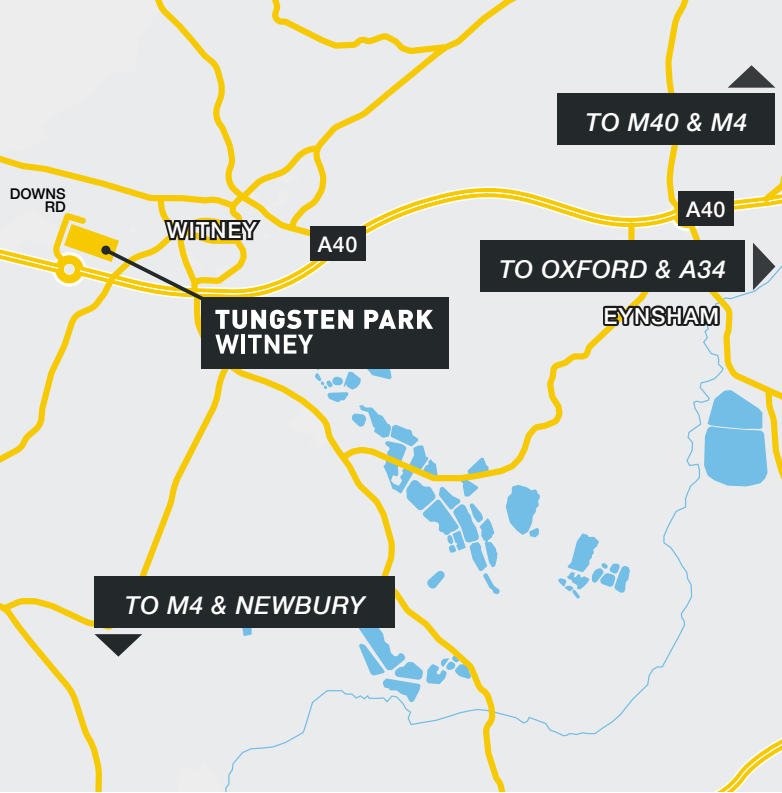 TO M40 & M4
DOWNS
RD
A40
WITNEY
A40
TO OXFORD & A34
TUNGSTEN PARK
WITNEY
EYNSHAM
TO M4 & NEWBURY